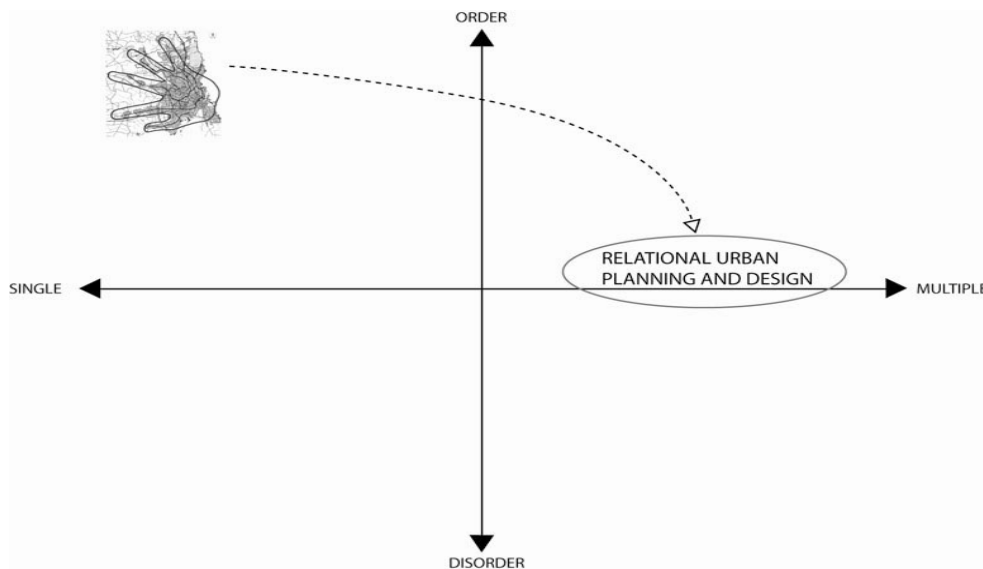 ORDER
RELATIONAL URBAN
PLANNING AND DESIGN
SINGLE
MULTIPLE
DISORDER